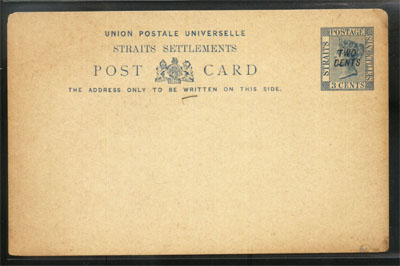 UNION POSTALE UNIVERSELLE
STRAITS SETTLEMENTS
POST CARD
THE ADDRESS ONLY TO BE WRITTEN ON THIS SIDE.
STRAITS
POSTAGE
SETTLEMENTS
TWO
CENTS
3 CENTS